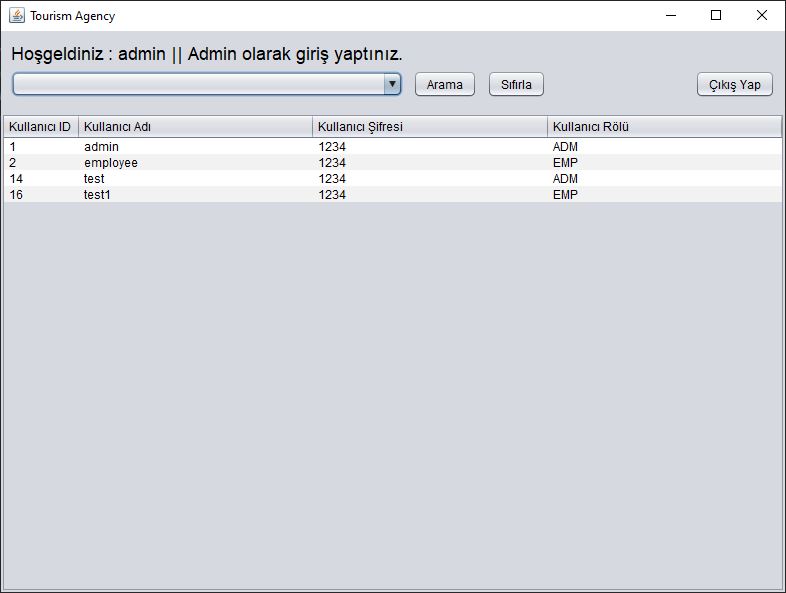 Tourism Agency
Hoşgeldiniz : admin || Admin olarak giriş yaptınız.
Arama Sıfırla Çıkış Yap
Kullanıcı ID Kullanıcı Adı Kullanıcı Şifresi Kullanıcı Rölü
1 admin 1234 ADM
2 employee 1234 EMP
14 test 1234 ADM
16 test1 1234 EMP